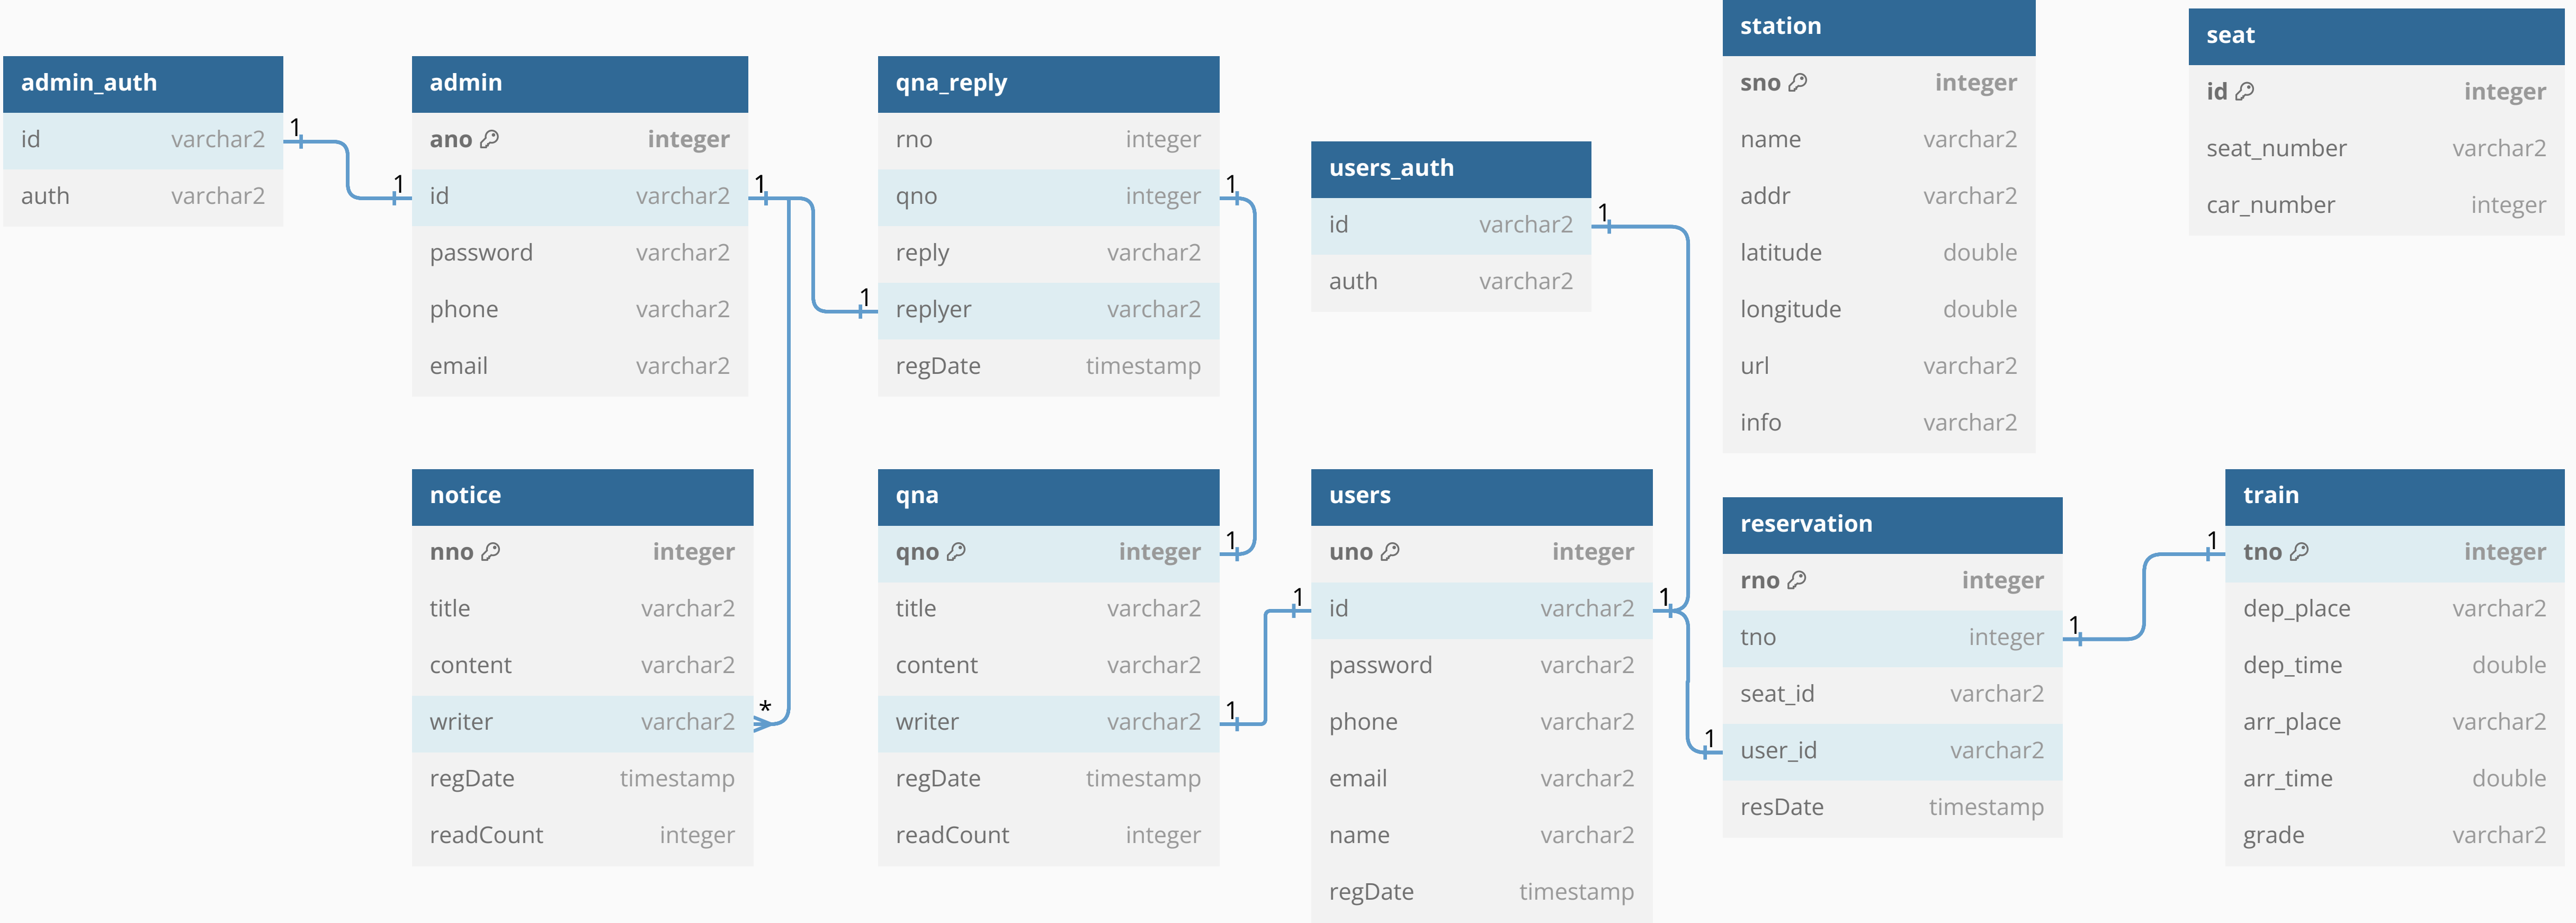 admin_auth
id varchar2
auth varchar2
1
1
admin
ano integer
id varchar2
password varchar2
phone varchar2
email varchar2
1
1
qna_reply
rno integer
qno integer
reply varchar2
replyer varchar2
regDate timestamp
1
1
users_auth
id varchar2
auth varchar2
1
station
sno integer
name varchar2
addr varchar2
latitude double
longitude double
url varchar2
info varchar2
seat
id integer
seat_number varchar2
car_number integer
notice
nno integer
title varchar2
content varchar2
writer varchar2
regDate timestamp
readCount integer
*
qna
qno integer
title varchar2
content varchar2
writer varchar2
regDate timestamp
readCount integer
1
1
users
uno integer
id varchar2
password varchar2
phone varchar2
email varchar2
name varchar2
regDate timestamp
1
1
reservation
rno integer
tno integer
seat_id varchar2
user_id varchar2
resDate timestamp
1
1
train
tno integer
dep_place varchar2
dep_time double
arr_place varchar2
arr_time double
grade varchar2